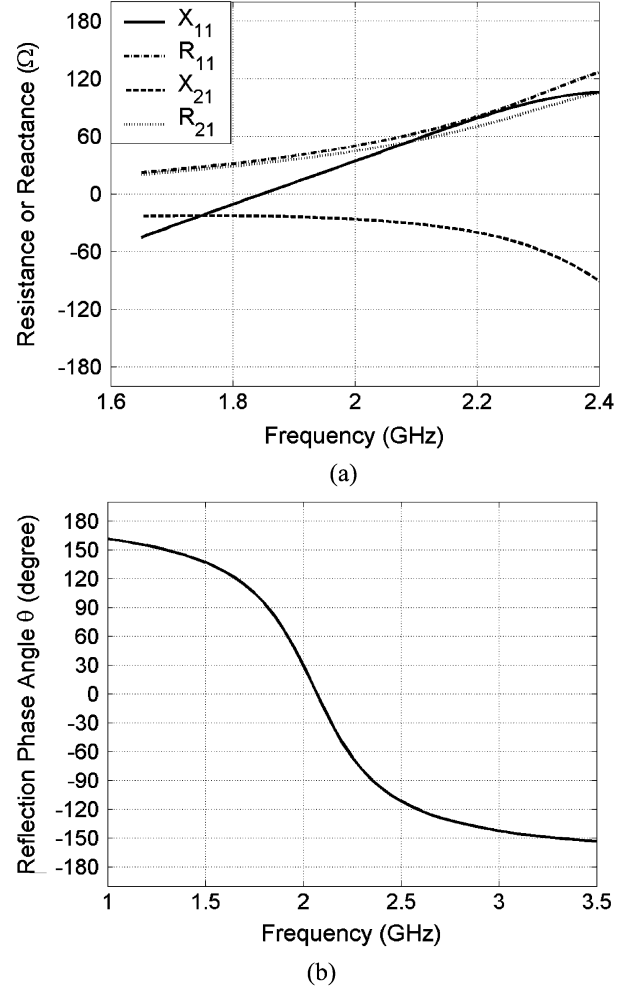 Resistance or Reactance (Ω)
180
120
60
0
-60
-120
-180
X11
R11
X21
R21
1.6 1.8 2 2.2 2.4
Frequency (GHz)
(a)
Reflection Phase Angle θ (degree)
180
150
120
90
60
30
0
-30
-60
-90
-120
-150
-180
1 1.5 2 2.5 3 3.5
Frequency (GHz)
(b)